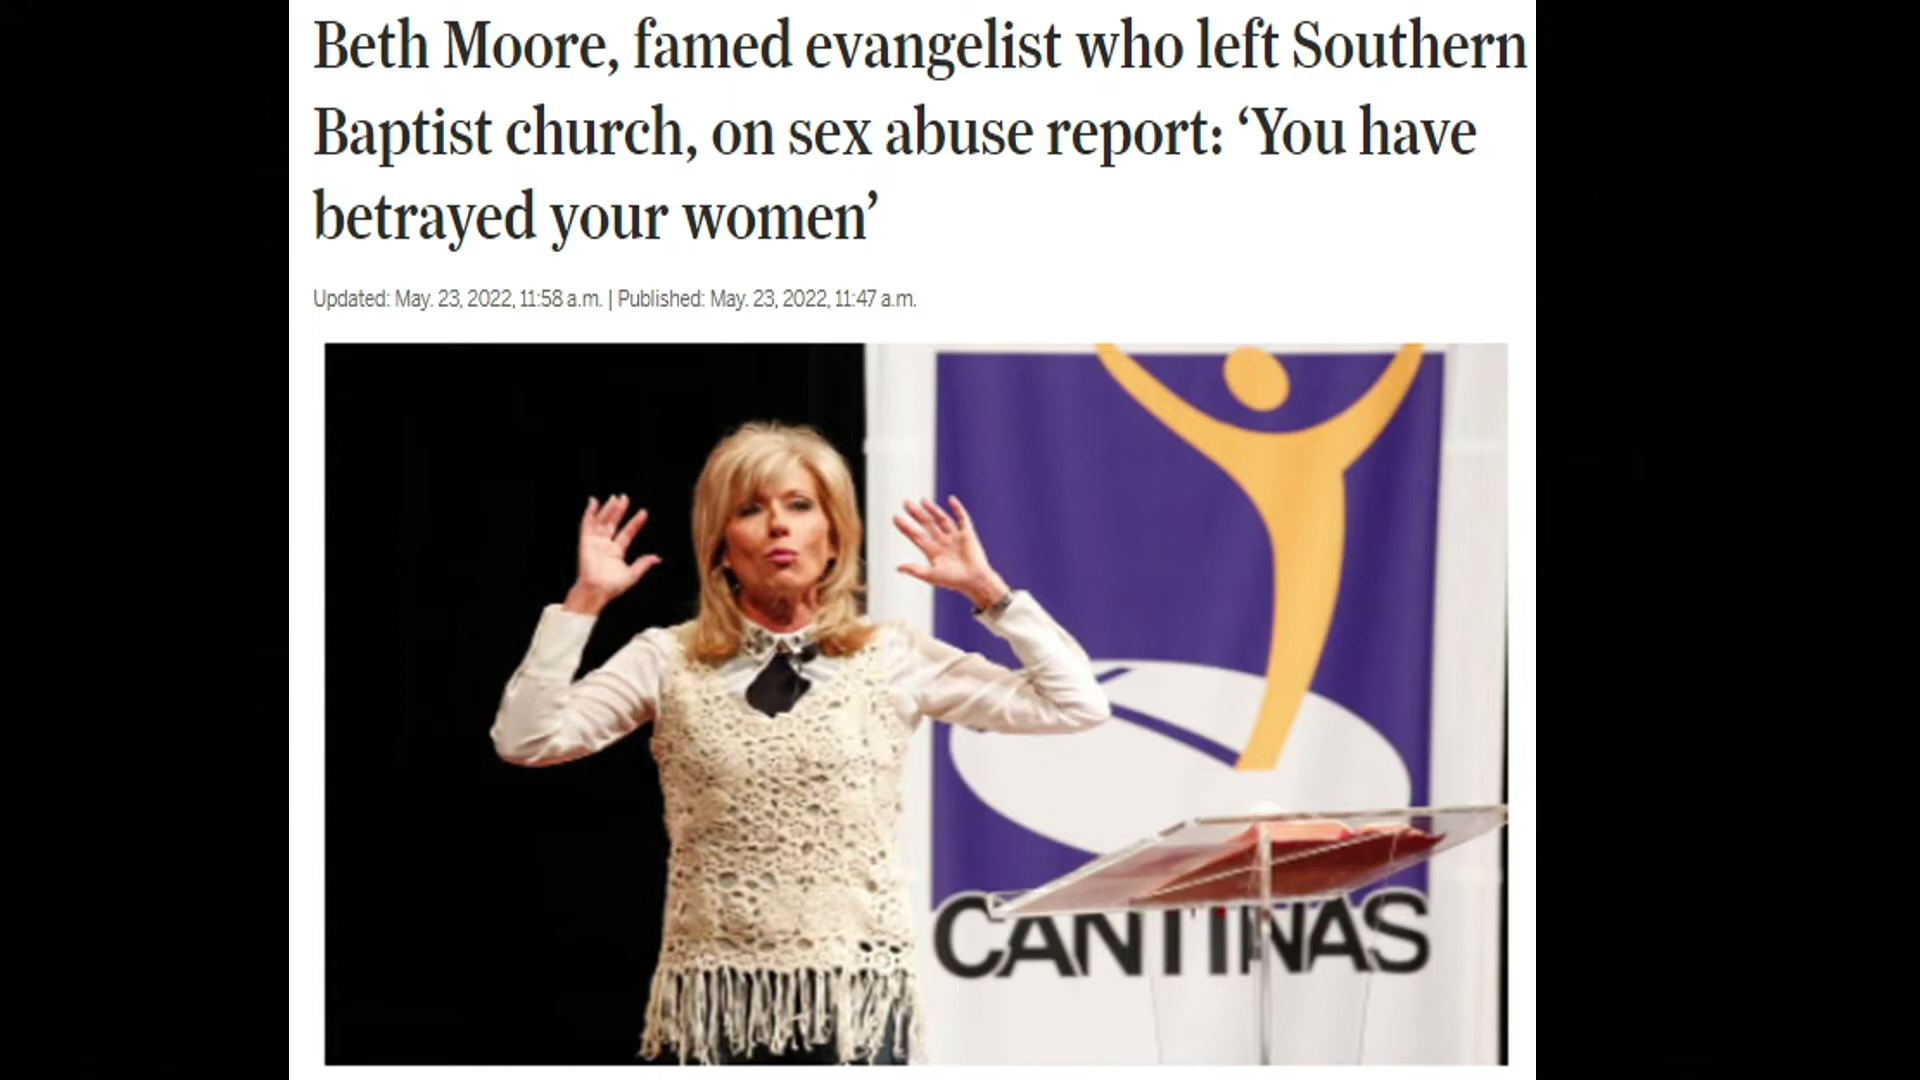 Beth Moore, famed evangelist who left Southern
Baptist church, on sex abuse report: ‘You have
betrayed your women’
Updated: May. 23, 2022, 11:58 a.m. | Published: May. 23, 2022, 11:47 a.m.
CANTINAS